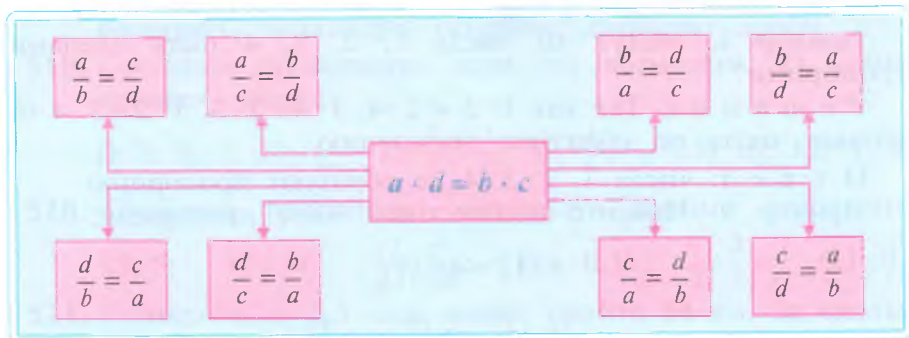 a/b = c/d
a/c = b/d
b/a = d/c
b/d = a/c
a · d = b · c
d/b = c/a
d/c = b/a
c/a = d/b
c/d = a/b